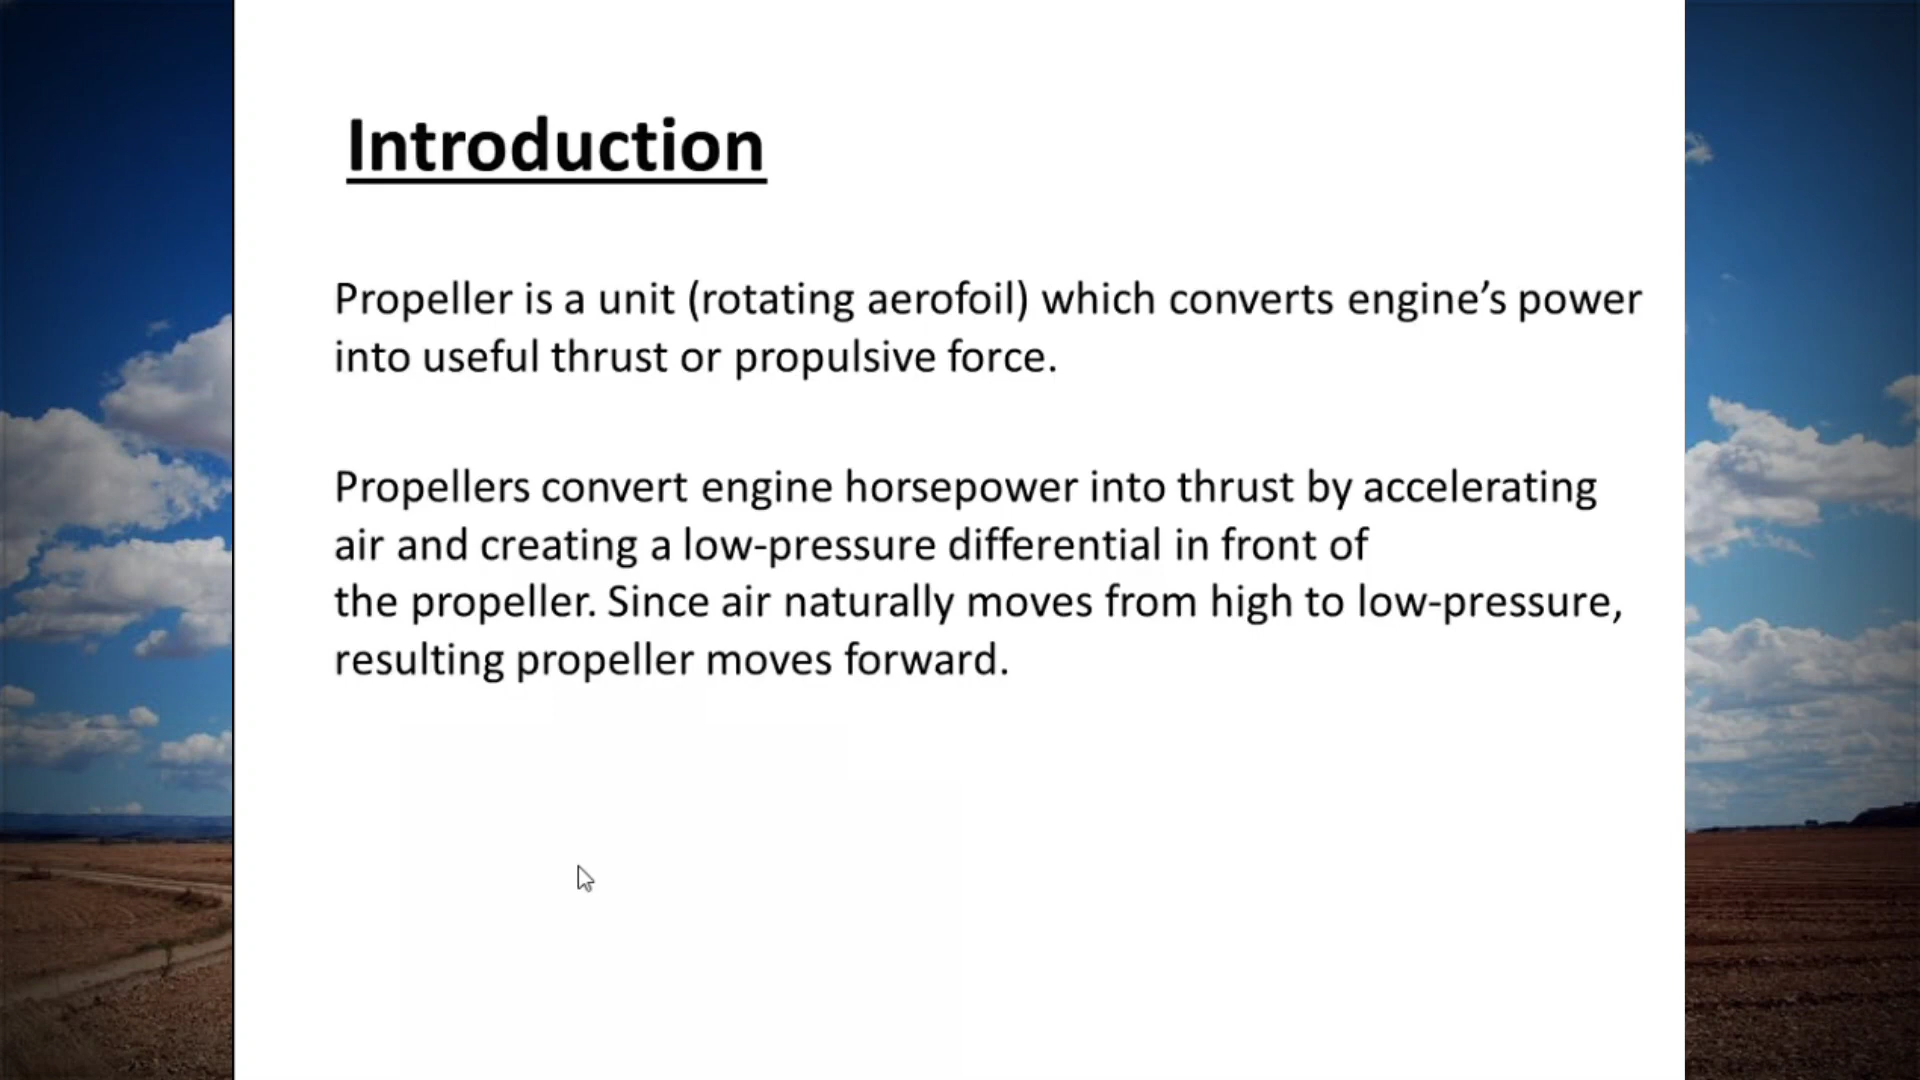 Introduction
Propeller is a unit (rotating aerofoil) which converts engine’s power
into useful thrust or propulsive force.
Propellers convert engine horsepower into thrust by accelerating
air and creating a low-pressure differential in front of
the propeller. Since air naturally moves from high to low-pressure,
resulting propeller moves forward.